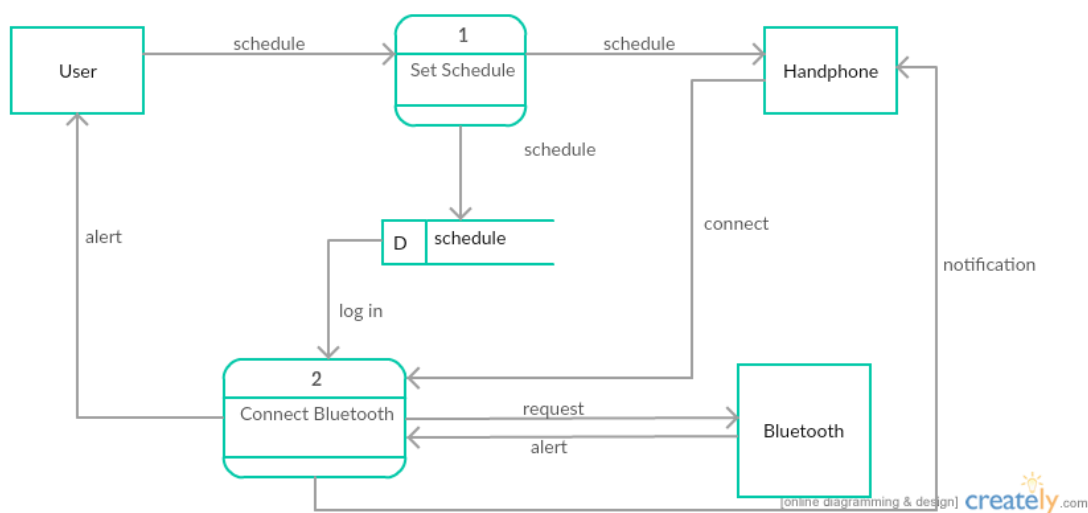 schedule
1
schedule
User
Set Schedule
Handphone
schedule
connect
alert
D
schedule
notification
log in
2
request
Connect Bluetooth
Bluetooth
alert
[online diagramming & design]
creately.com